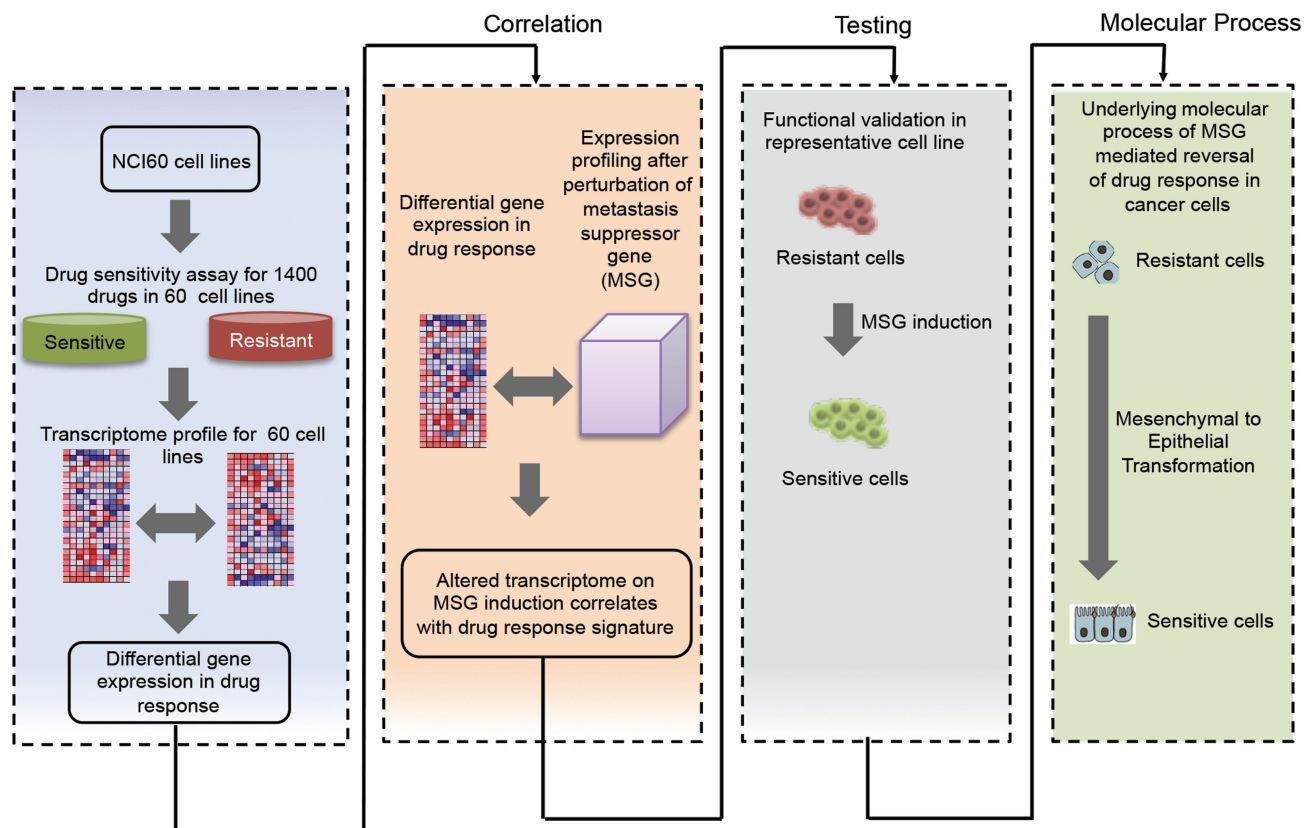 Correlation
Testing
Molecular Process
NCI60 cell lines
Drug sensitivity assay for 1400
drugs in 60 cell lines
Sensitive
Resistant
Transcriptome profile for 60 cell
lines
Differential gene
expression in drug
response
Differential gene
expression in
drug response
Expression
profiling after
perturbation of
metastasis
suppressor
gene
(MSG)
Altered transcriptome on
MSG induction correlates
with drug response signature
Functional validation in
representative cell line
Resistant cells
MSG induction
Sensitive cells
Underlying molecular
process of MSG
mediated reversal
of drug response in
cancer cells
Resistant cells
Mesenchymal to
Epithelial
Transformation
Sensitive cells